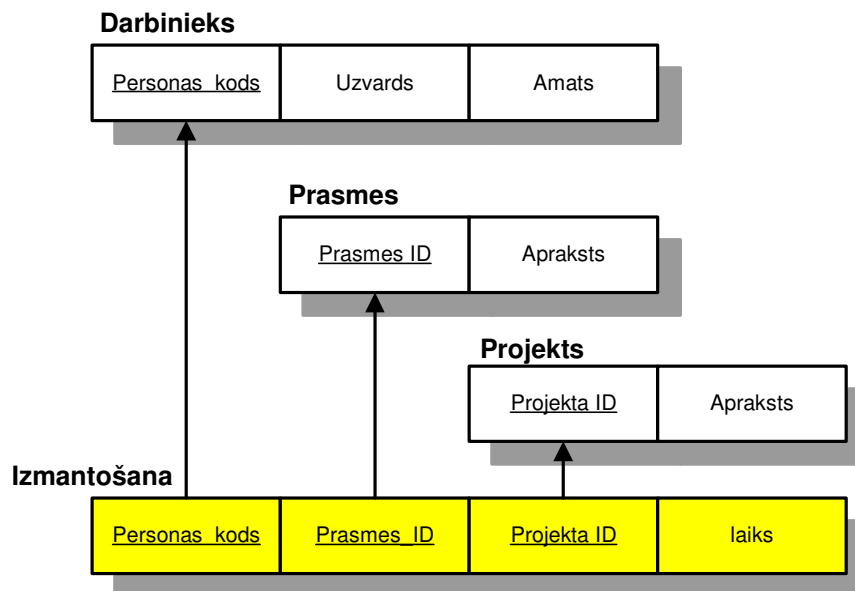 Darbinieks
Personas_kods Uzvards Amats
Prasmes
Prasmes ID Apraksts
Projekts
Projekta ID Apraksts
Izmantošana
Personas_kods Prasmes_ID Projekta ID laiks